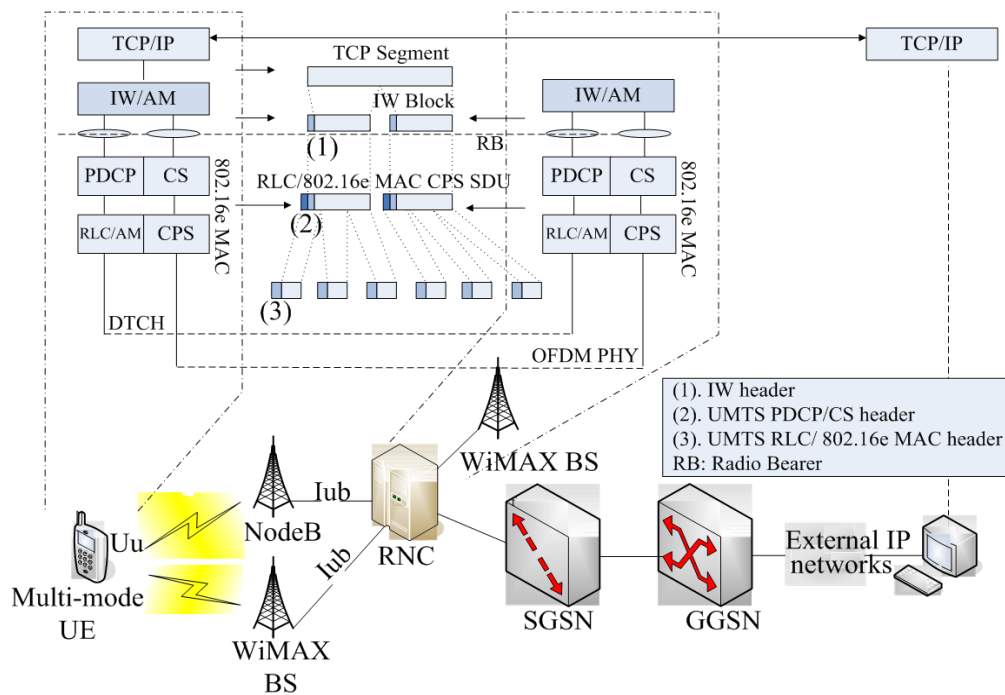 TCP/IP
TCP/IP
TCP Segment
IW/AM
IW Block
IW/AM
(1)
RB
PDCP
CS
802.16e MAC
RLC/802.16e MAC CPS SDU
PDCP
CS
802.16e MAC
RLC/AM
CPS
(2)
RLC/AM
CPS
(3)
DTCH
OFDM PHY
(1). IW header
(2). UMTS PDCP/CS header
(3). UMTS RLC/ 802.16e MAC header
RB: Radio Bearer
WiMAX BS
Iub
NodeB
RNC
Uu
Iub
External IP
networks
Multi-mode
UE
SGSN
GGSN
WiMAX
BS